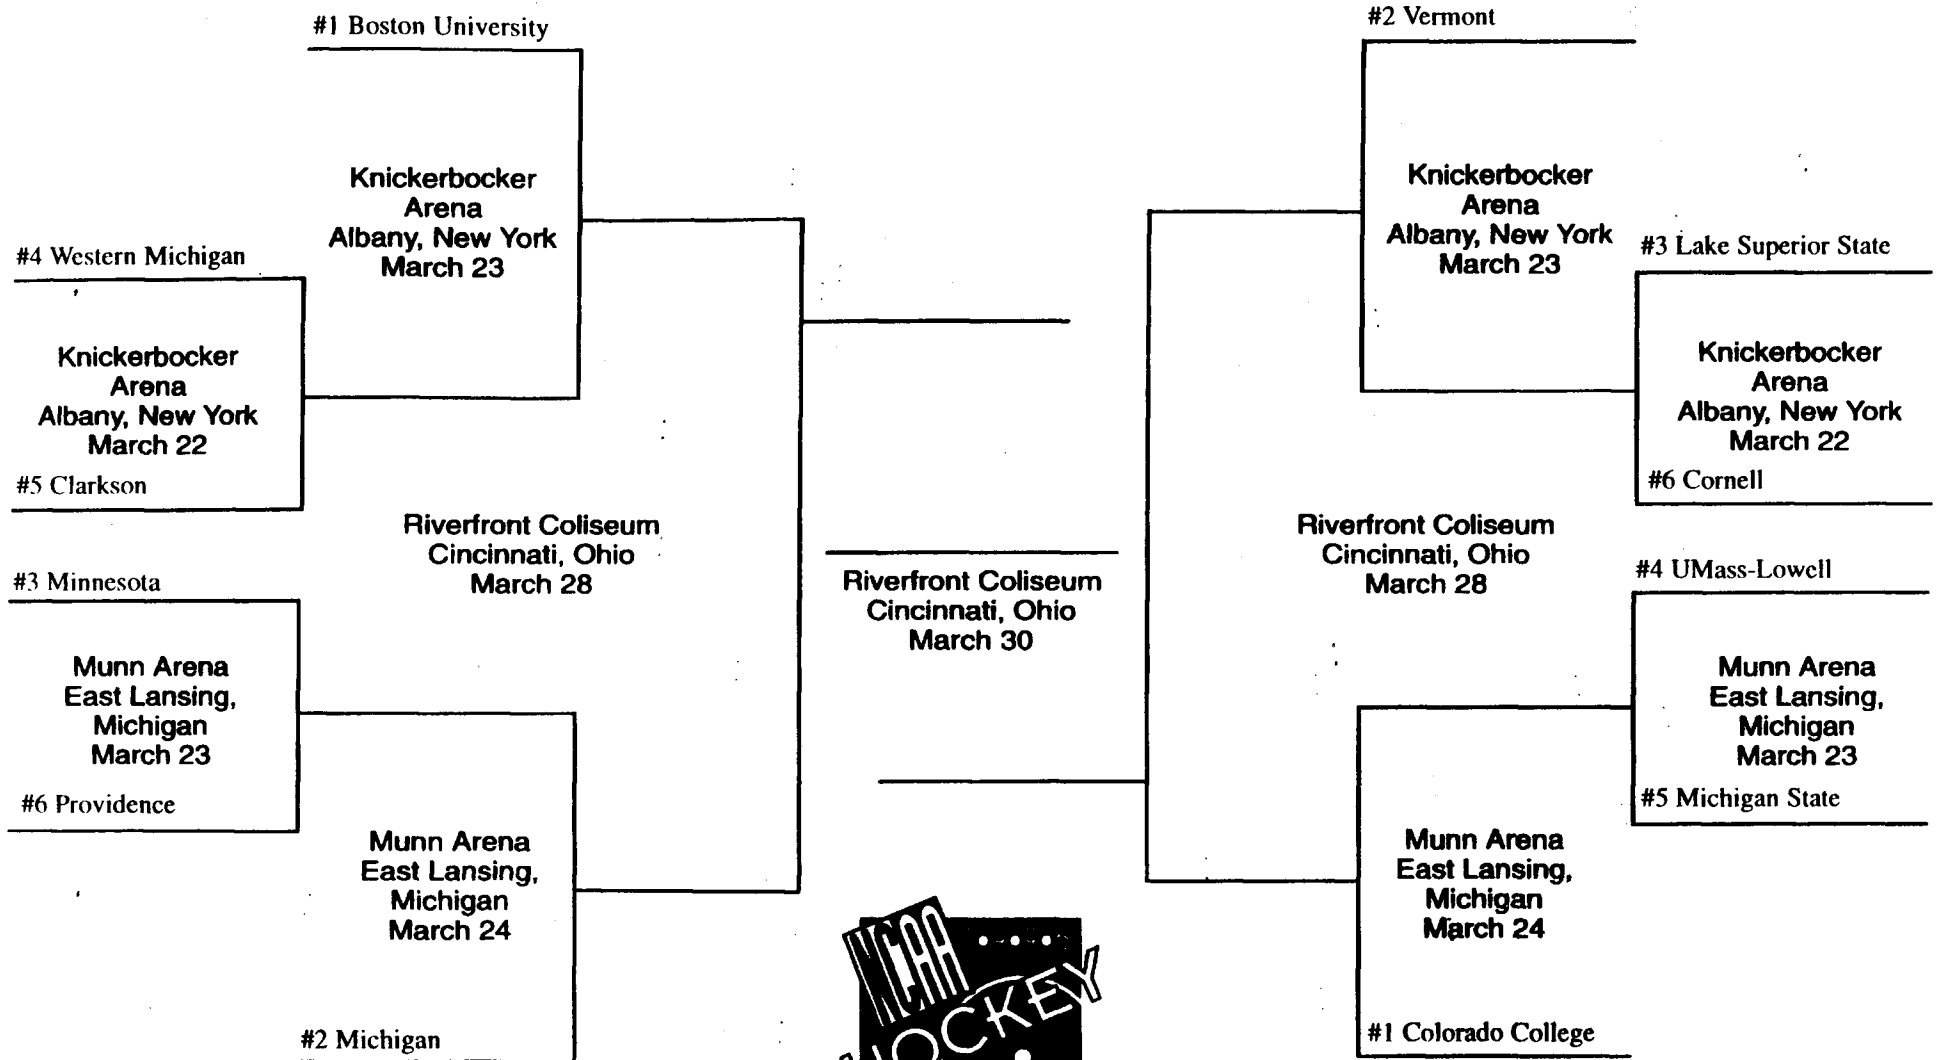 #1 Boston University
Knickerbocker
Arena
Albany, New York
March 23
#4 Western Michigan
Knickerbocker
Arena
Albany, New York
March 22
#5 Clarkson
Riverfront Coliseum
Cincinnati, Ohio
March 28
#3 Minnesota
Munn Arena
East Lansing,
Michigan
March 23
#6 Providence
Munn Arena
East Lansing,
Michigan
March 24
#2 Michigan
Riverfront Coliseum
Cincinnati, Ohio
March 30
#2 Vermont
Knickerbocker
Arena
Albany, New York
March 23
#3 Lake Superior State
Knickerbocker
Arena
Albany, New York
March 22
#6 Cornell
Riverfront Coliseum
Cincinnati, Ohio
March 28
#4 UMass-Lowell
Munn Arena
East Lansing,
Michigan
March 23
#5 Michigan State
Munn Arena
East Lansing,
Michigan
March 24
#1 Colorado College
NCAA
HOCKEY